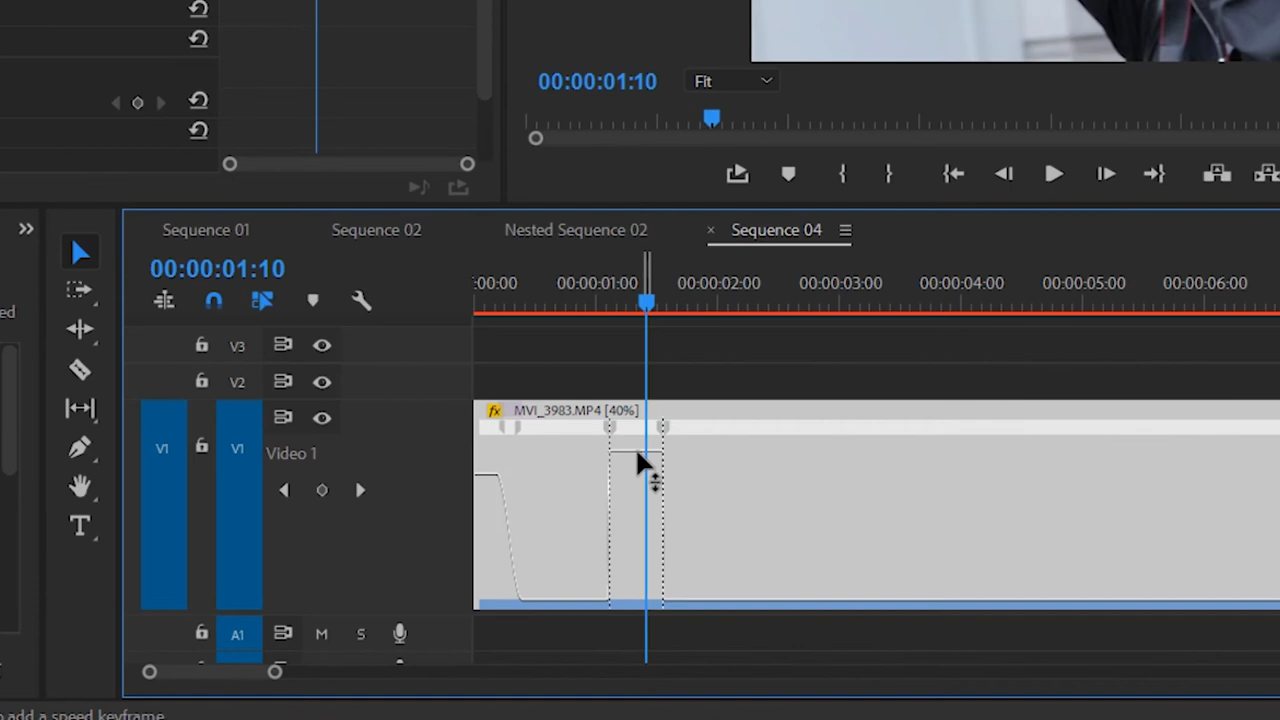 00:00:01:10
Fit
Sequence 01
Sequence 02
Nested Sequence 02
× Sequence 04
00:00:01:10
:00:00
00:00:01:00
00:00:02:00
00:00:03:00
00:00:04:00
00:00:05:00
00:00:06:00
ed
V3
V2
fx MVI_3983.MP4 [40%]
V1
V1
Video 1
T
A1
M
S
to add a speed keyframe